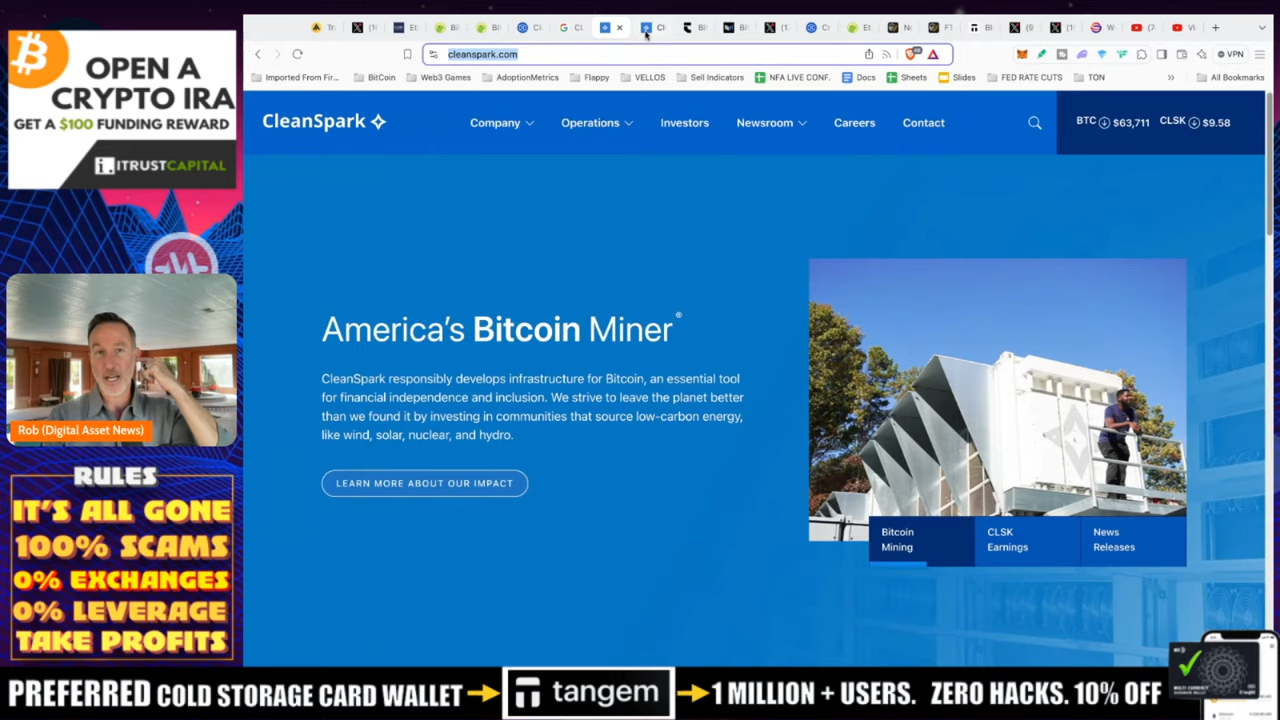 OPEN A
CRYPTO IRA
GET A $100 FUNDING REWARD
i. ITRUSTCAPITAL
Rob (Digital Asset News)
RULES
IT'S ALL GONE
100% SCAMS
0% EXCHANGES
0% LEVERAGE
TAKE PROFITS
cleanspark.com
VPN
Imported From Fir...
BitCoin
Web3 Games
AdoptionMetrics
Flappy
VELLOS
Sell Indicators
NFA LIVE CONF.
Docs
Sheets
Slides
FED RATE CUTS
TON
All Bookmarks
CleanSpark
Company
Operations
Investors
Newsroom
Careers
Contact
BTC $63,711 CLSK $9.58
America's Bitcoin Miner®
CleanSpark responsibly develops infrastructure for Bitcoin, an essential tool
for financial independence and inclusion. We strive to leave the planet better
than we found it by investing in communities that source low-carbon energy,
like wind, solar, nuclear, and hydro.
LEARN MORE ABOUT OUR IMPACT
Bitcoin
Mining
CLSK
Earnings
News
Releases
PREFERRED COLD STORAGE CARD WALLET
tangem
1 MILLION + USERS. ZERO HACKS. 10% OFF